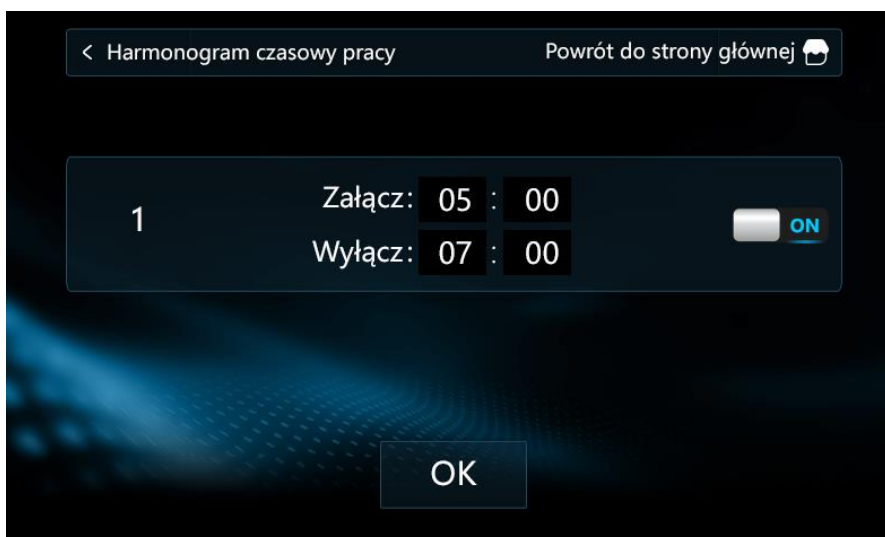 < Harmonogram czasowy pracy Powrót do strony głównej
1
Załącz: 05 : 00
Wyłącz: 07 : 00
ON
OK